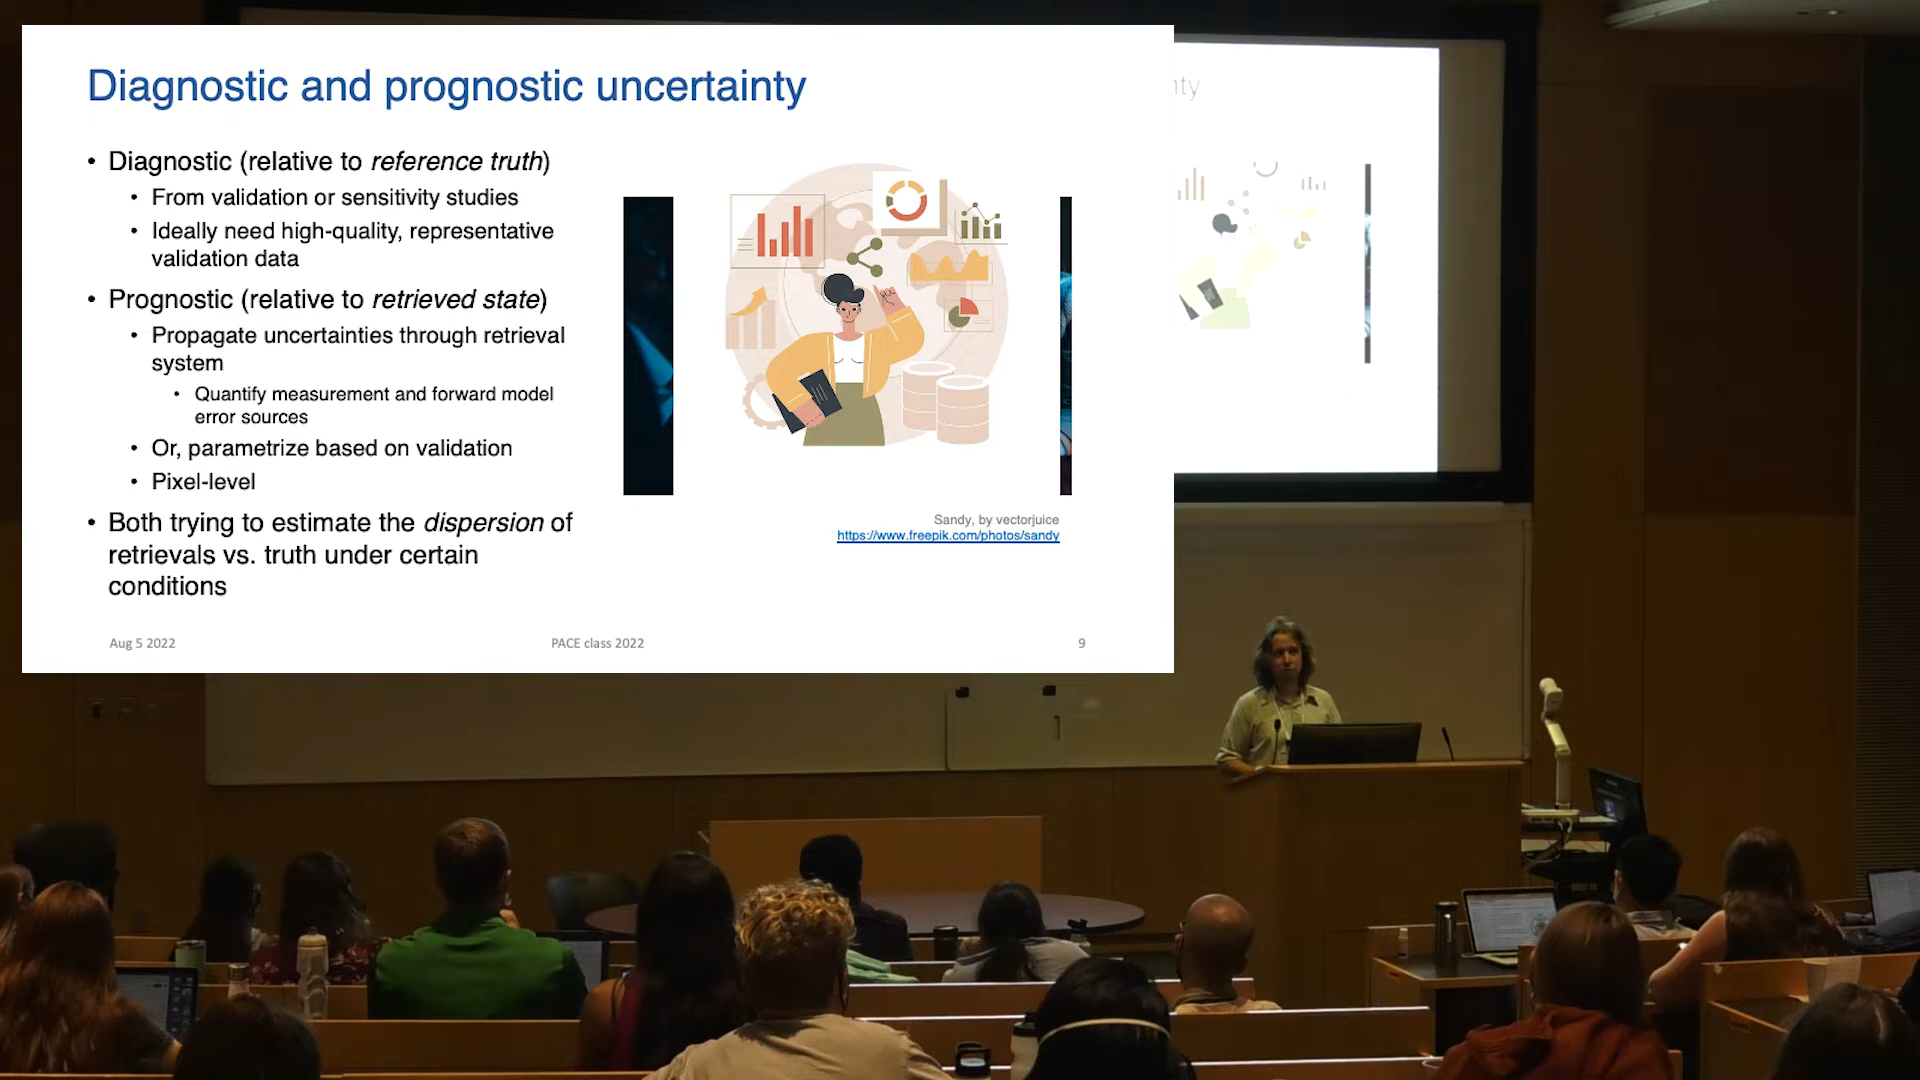 Diagnostic and prognostic uncertainty
• Diagnostic (relative to reference truth)
• From validation or sensitivity studies
• Ideally need high-quality, representative
validation data
• Prognostic (relative to retrieved state)
• Propagate uncertainties through retrieval
system
• Quantify measurement and forward model
error sources
• Or, parametrize based on validation
• Pixel-level
• Both trying to estimate the dispersion of
retrievals vs. truth under certain
conditions
Sandy, by vectorjuice
https://www.freepik.com/photos/sandy
Aug 5 2022
PACE class 2022
9
nty